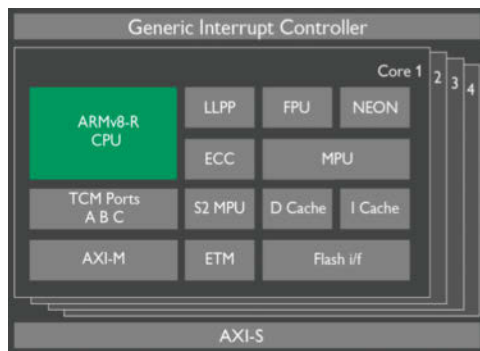 Generic Interrupt Controller
Core 1
2
3
4
ARMv8-R
CPU
LLPP
FPU
NEON
ECC
MPU
TCM Ports
A B C
S2 MPU
D Cache
I Cache
AXI-M
ETM
Flash i/f
AXI-S